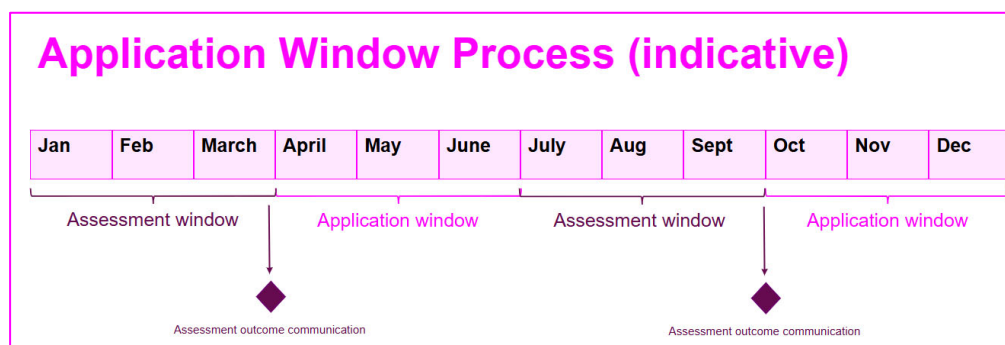 Application Window Process (indicative)
Jan Feb March April May June July Aug Sept Oct Nov Dec
Assessment window Application window Assessment window Application window
Assessment outcome communication Assessment outcome communication